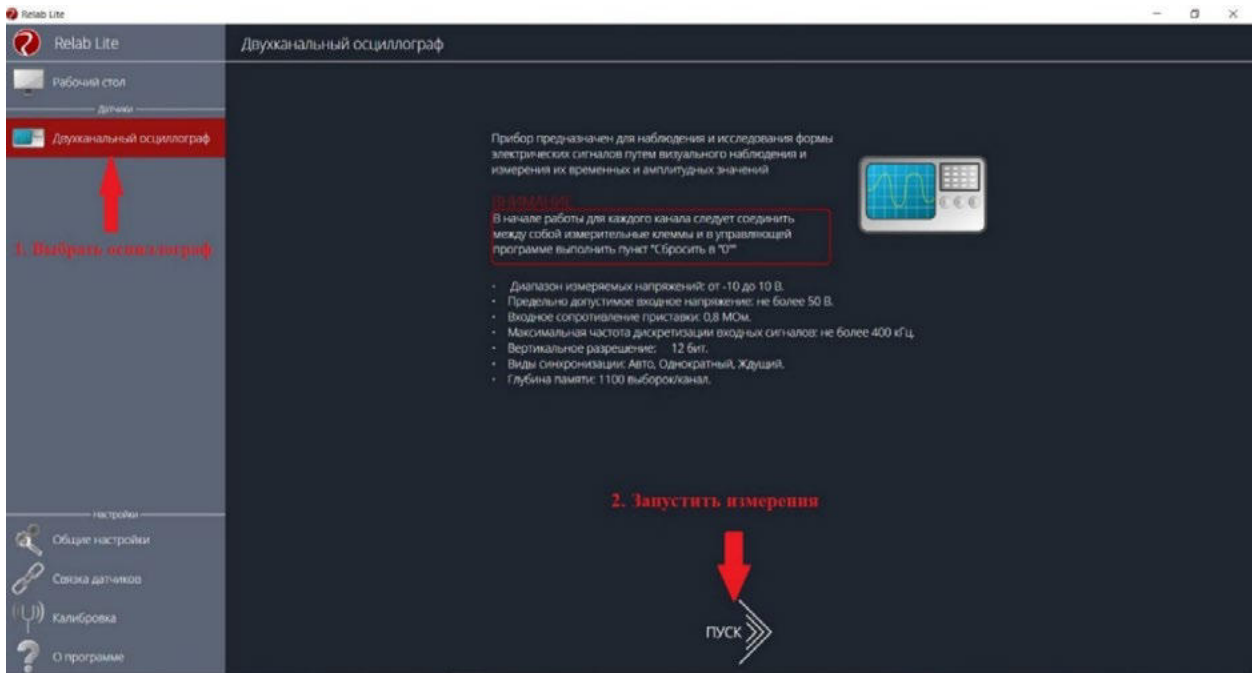 Relab Lite
Relab Lite
Двухканальный осциллограф
Рабочий стол
Датчики
Двухканальный осциллограф
1. Выбрать осциллограф
Прибор предназначен для наблюдения и исследования формы
электрических сигналов путем визуального наблюдения и
измерения их временных и амплитудных значений
ВНИМАНИЕ
В начале работы для каждого канала следует соединить
между собой измерительные клеммы и в управляющей
программе выполнить пункт "Сбросить в "0""
• Диапазон измеряемых напряжений: от -10 до 10 В.
• Предельно допустимое входное напряжение: не более 50 В.
• Входное сопротивление приставки: 0,8 МОм.
• Максимальная частота дискретизации входных сигналов: не более 400 кГц.
• Вертикальное разрешение: 12 бит.
• Виды синхронизации: Авто, Однократный, Ждущий.
• Глубина памяти: 1100 выборок/канал.
2. Запустить измерения
ПУСК
Настройки
Общие настройки
Связка датчиков
Калибровка
О программе